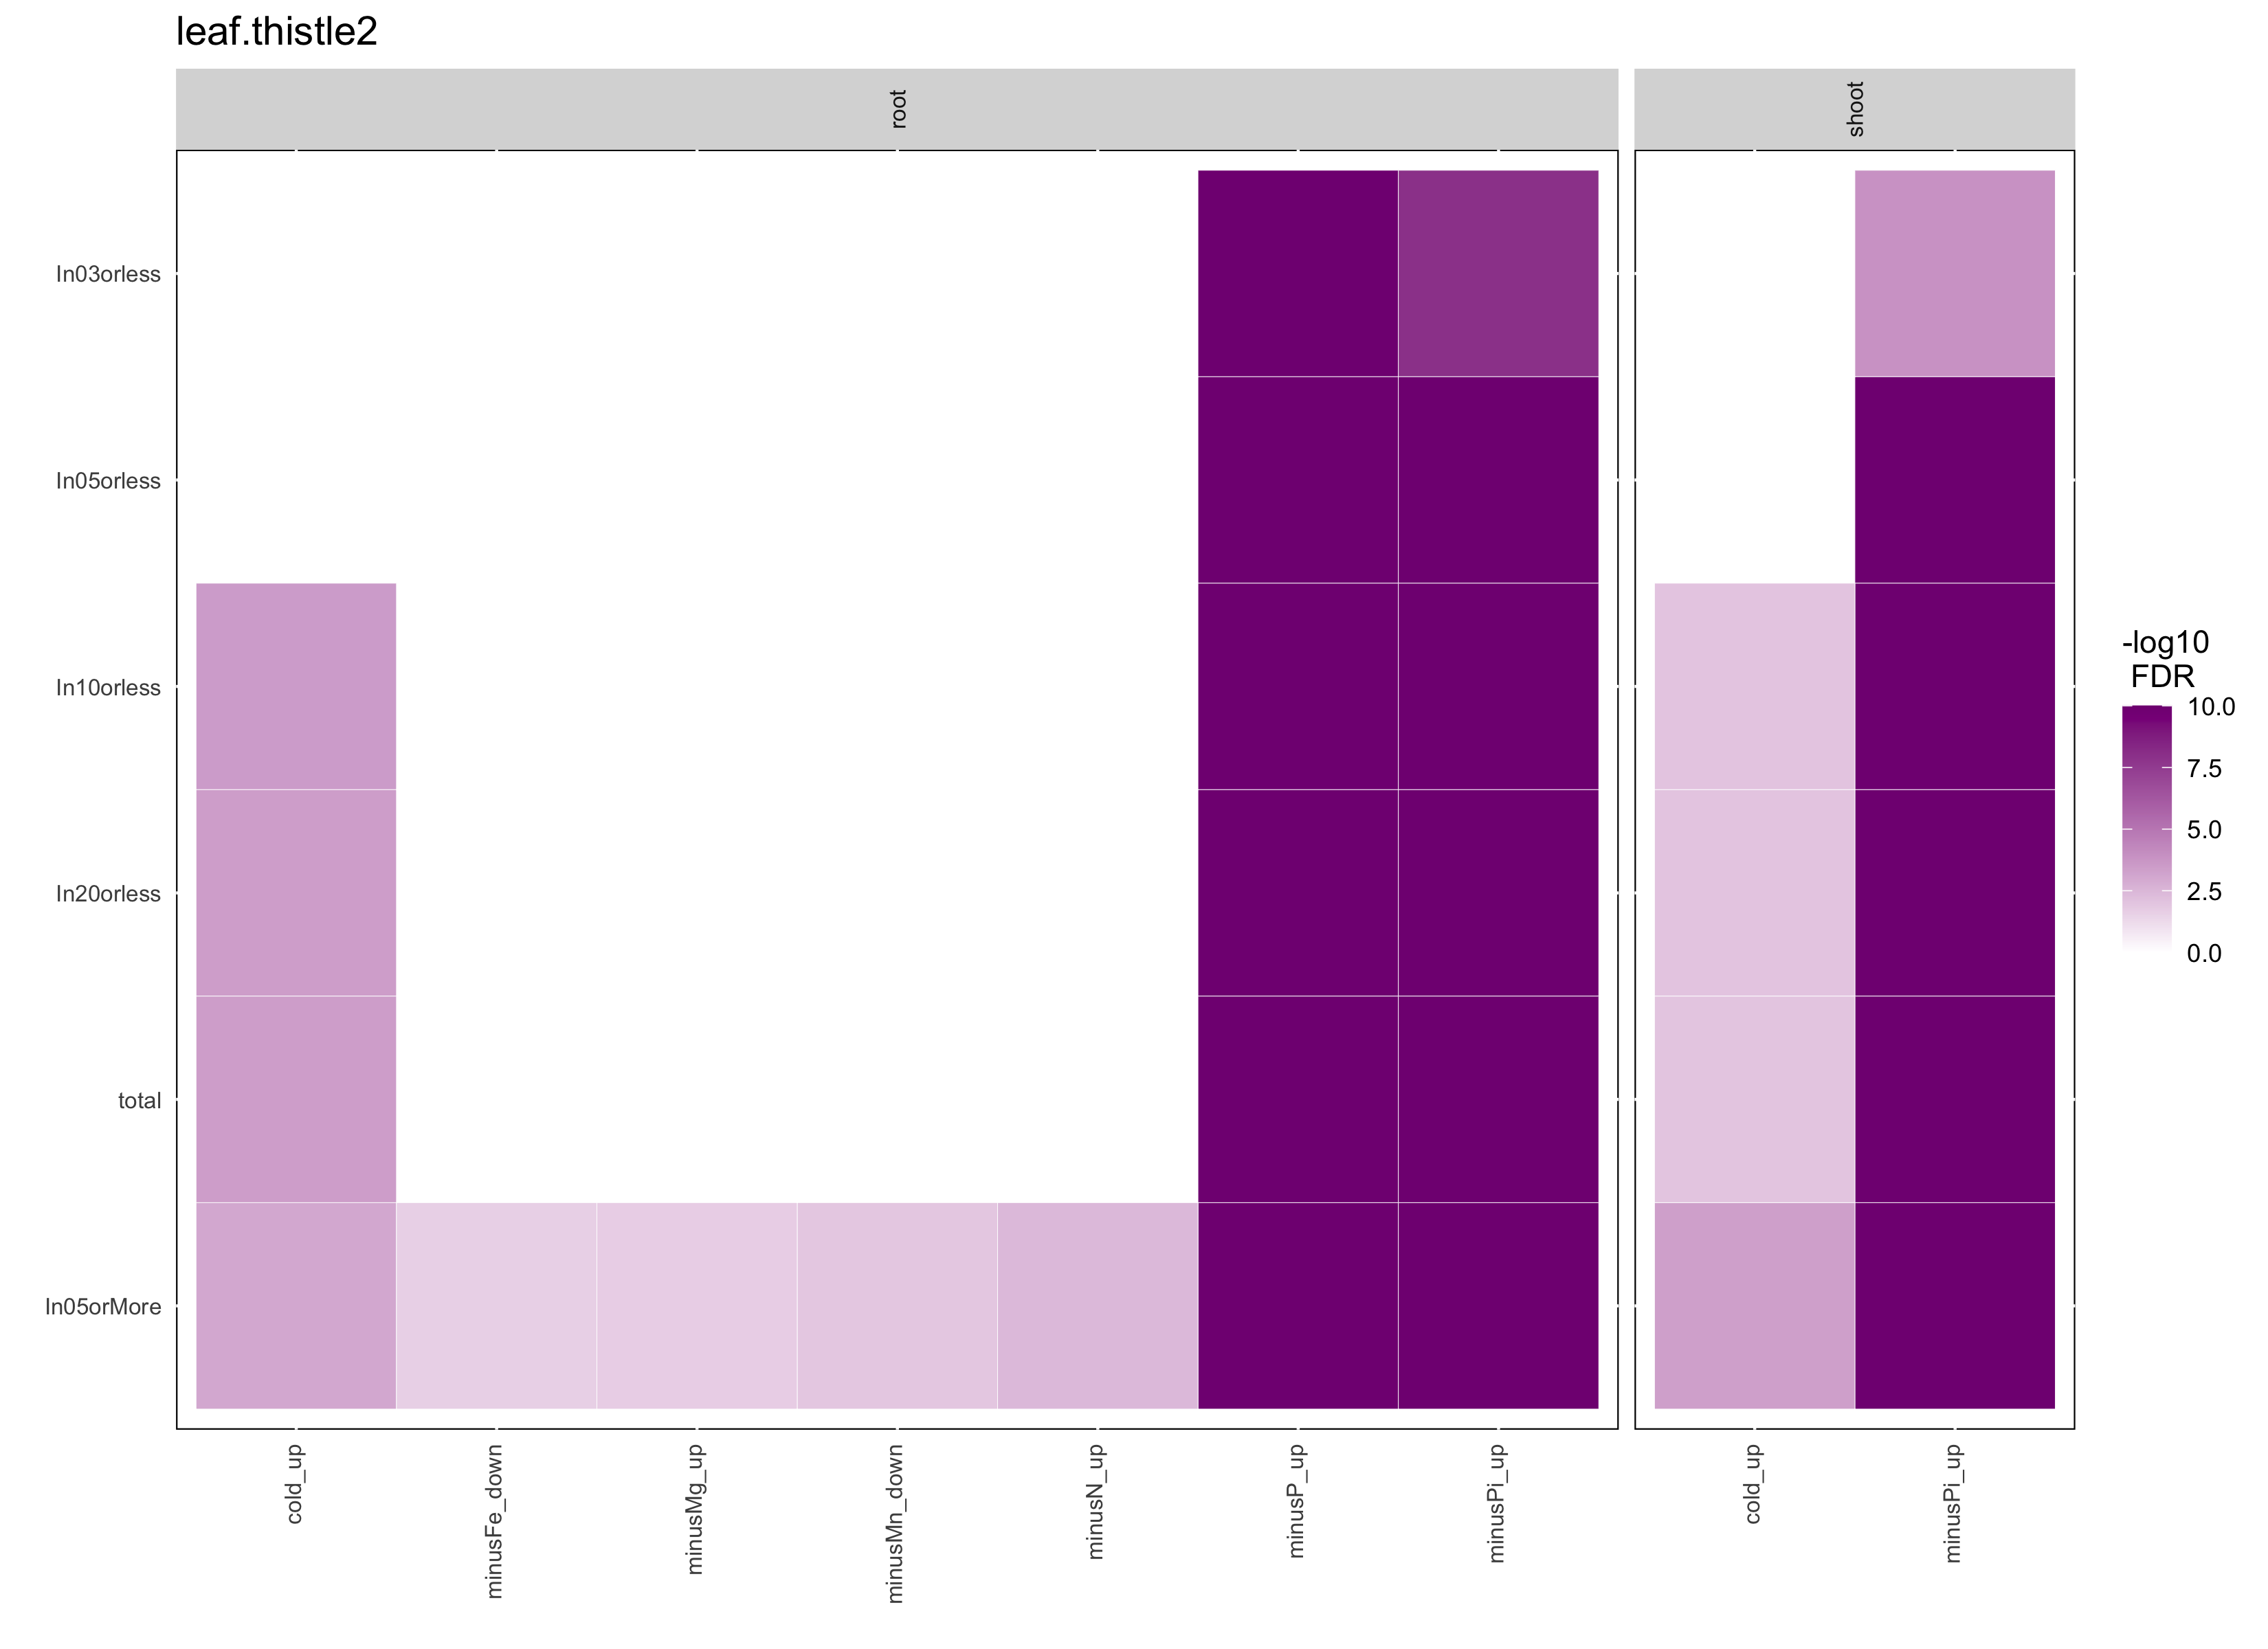 leaf.thistle2
root
shoot
In03orless
In05orless
In10orless
In20orless
total
In05orMore
cold_up
minusFe_down
minusMg_up
minusMn_down
minusN_up
minusP_up
minusPi_up
cold_up
minusPi_up
-log10
FDR
10.0
7.5
5.0
2.5
0.0